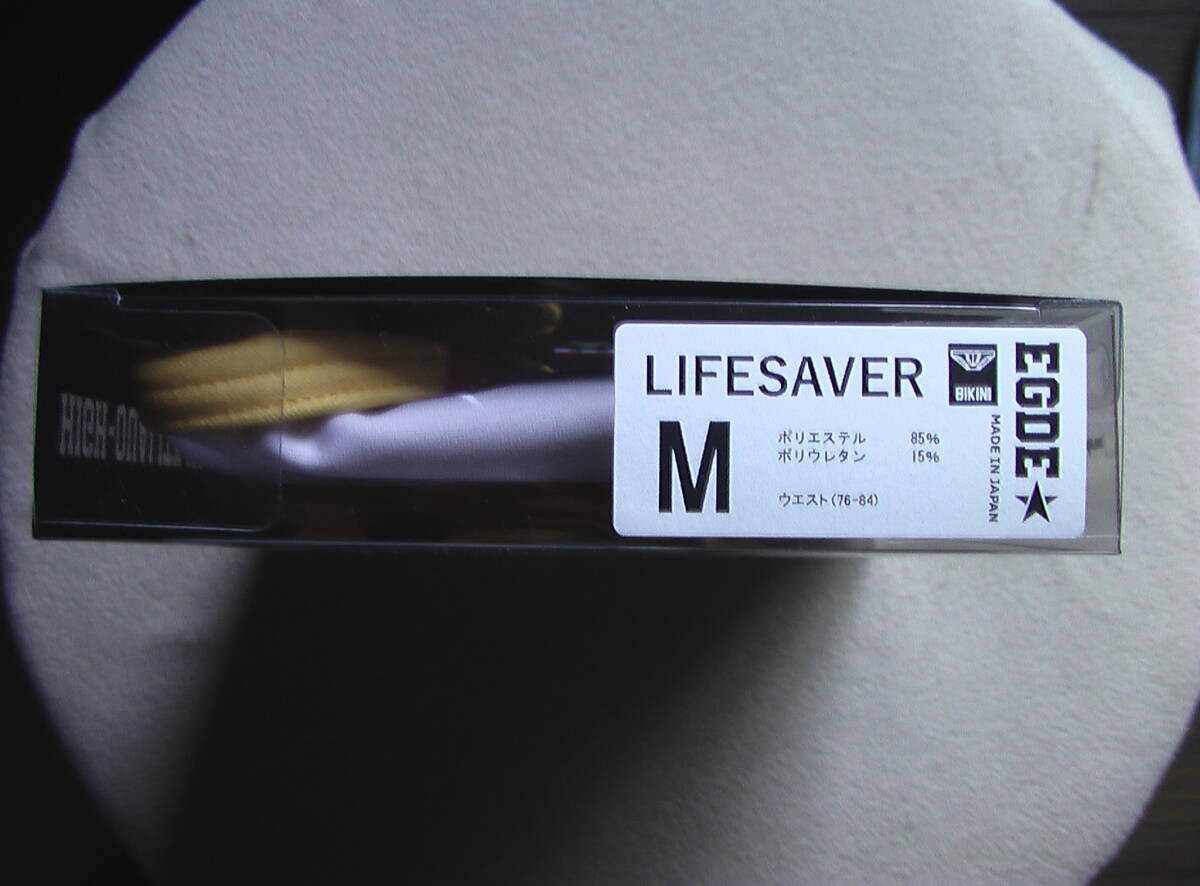 LIFESAVER
BIKINI
M
ポリエステル 85%
ポリウレタン 15%
ウエスト(76-84)
MADE IN JAPAN
EGDE★